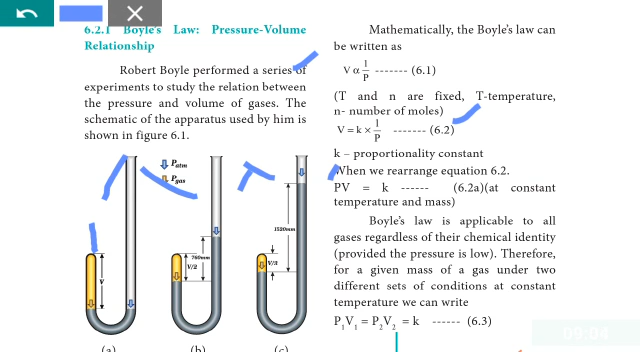 6.2.1 Boyle's Law: Pressure-Volume
Relationship
Robert Boyle performed a series of
experiments to study the relation between
the pressure and volume of gases. The
schematic of the apparatus used by him is
shown in figure 6.1.
P atm
P gas
V
760mm
V/2
1520mm
V/3
(a) (b) (c)
Mathematically, the Boyle's law can
be written as
V α 1/P ------- (6.1)
(T and n are fixed, T-temperature,
n- number of moles)
V = k × 1/P ------- (6.2)
k – proportionality constant
When we rearrange equation 6.2.
PV = k ------ (6.2a)(at constant
temperature and mass)
Boyle's law is applicable to all
gases regardless of their chemical identity
(provided the pressure is low). Therefore,
for a given mass of a gas under two
different sets of conditions at constant
temperature we can write
P₁V₁ = P₂V₂ = k ------ (6.3)
09:04